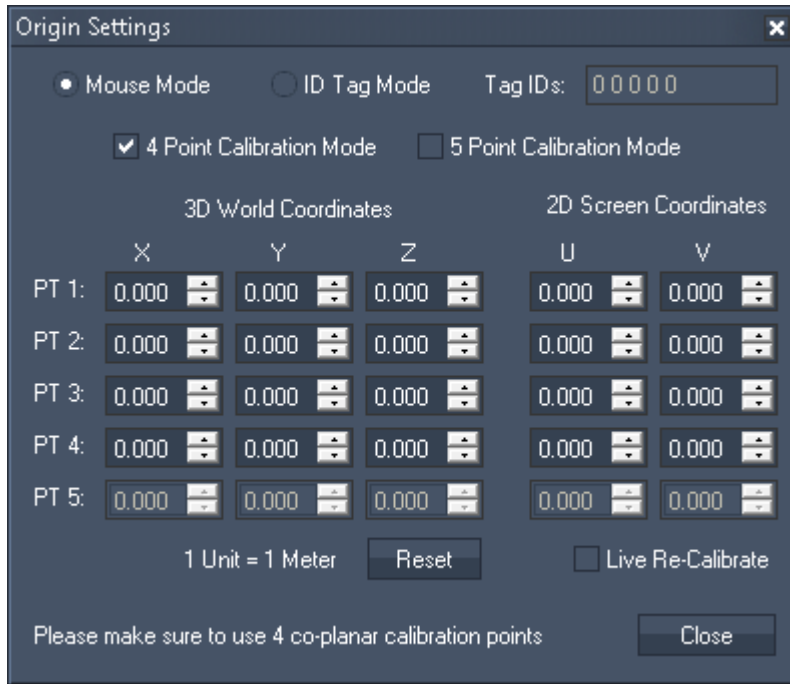 Origin Settings
Mouse Mode ID Tag Mode Tag IDs: 00000
4 Point Calibration Mode 5 Point Calibration Mode
3D World Coordinates 2D Screen Coordinates
X Y Z U V
PT 1: 0.000 0.000 0.000 0.000 0.000
PT 2: 0.000 0.000 0.000 0.000 0.000
PT 3: 0.000 0.000 0.000 0.000 0.000
PT 4: 0.000 0.000 0.000 0.000 0.000
PT 5: 0.000 0.000 0.000 0.000 0.000
1 Unit = 1 Meter Reset Live Re-Calibrate
Please make sure to use 4 co-planar calibration points Close